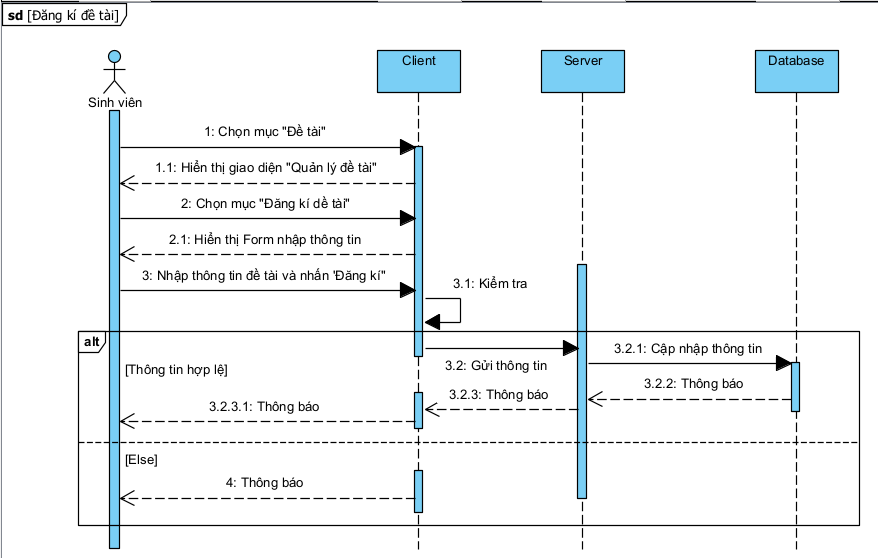 sd [Đăng kí đề tài]
Sinh viên
Client
Server
Database
1: Chọn mục "Đề tài"
1.1: Hiển thị giao diện "Quản lý đề tài"
2: Chọn mục "Đăng kí dề tài"
2.1: Hiển thị Form nhập thông tin
3: Nhập thông tin đề tài và nhấn 'Đăng kí"
3.1: Kiểm tra
alt
3.2: Gửi thông tin
3.2.1: Cập nhập thông tin
[Thông tin hợp lệ]
3.2.2: Thông báo
3.2.3: Thông báo
3.2.3.1: Thông báo
[Else]
4: Thông báo